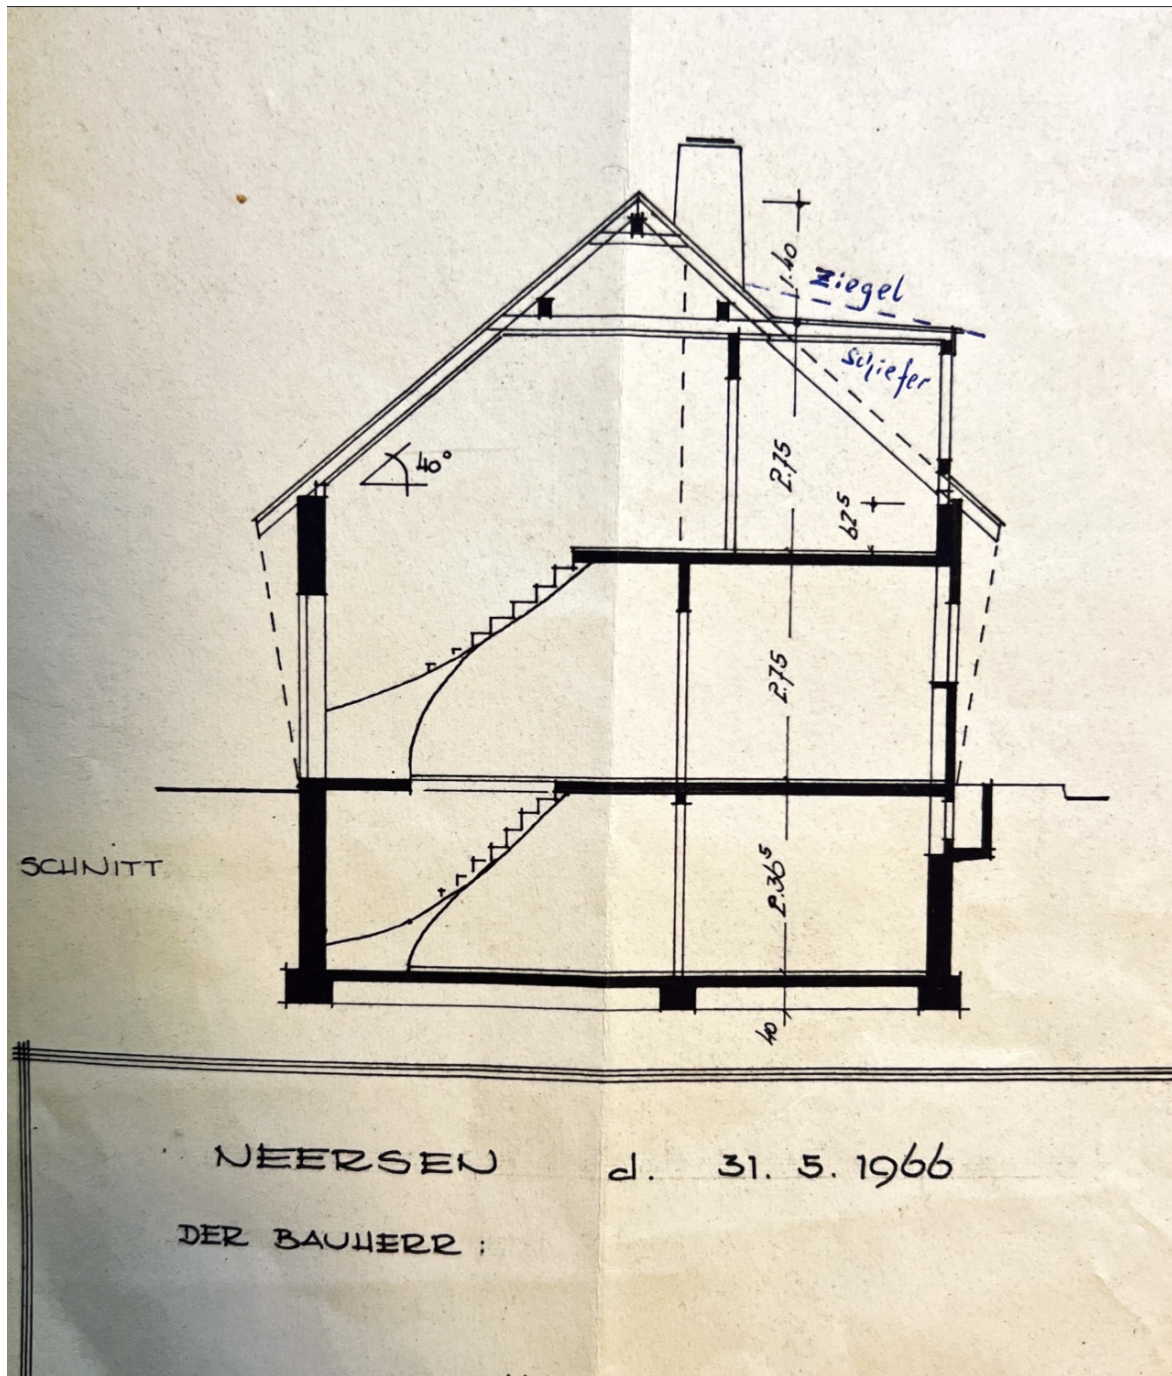 1.40
Ziegel
Schiefer
40°
2.75
62⁵
2.75
SCHNITT
2.36⁵
40
NEERSEN d. 31. 5. 1966
DER BAUHERR :